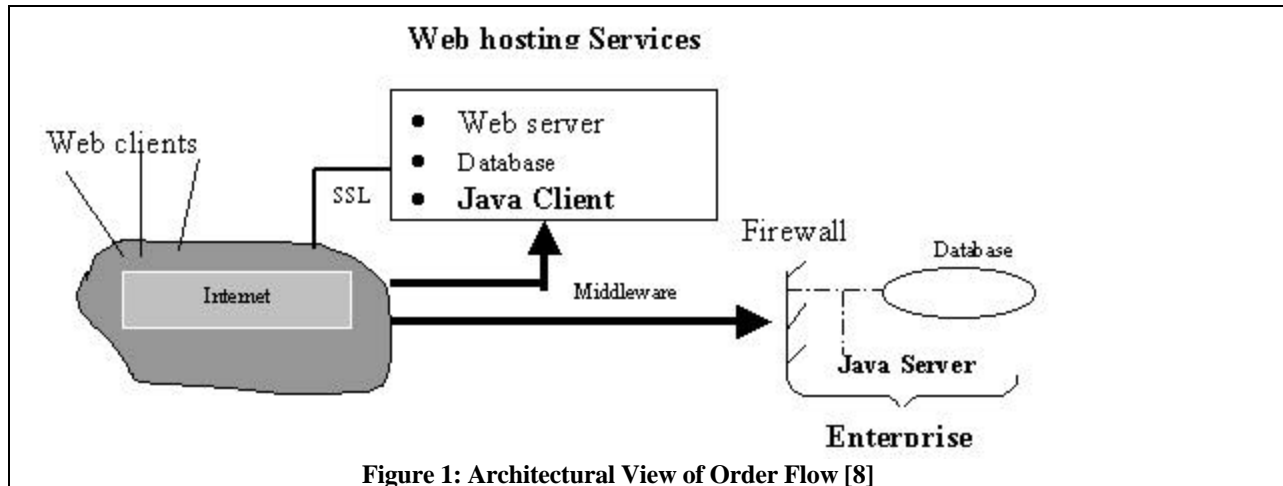 Web hosting Services
Web clients
• Web server
• Database
• Java Client
SSL
Internet
Middleware
Firewall
Database
Java Server
Enterprise
Figure 1: Architectural View of Order Flow [8]